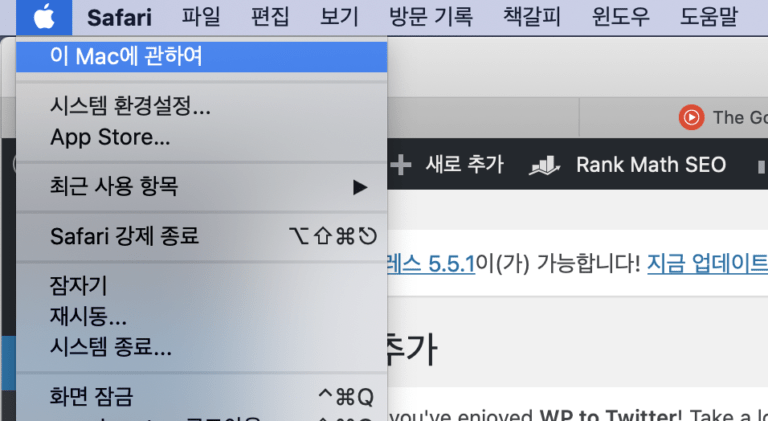 Safari 파일 편집 보기 방문 기록 책갈피 윈도우 도움말
이 Mac에 관하여
시스템 환경설정...
App Store...
The Go
새로 추가 Rank Math SEO
최근 사용 항목
Safari 강제 종료 ⌥⇧⌘⎋
레스 5.5.1이(가) 가능합니다! 지금 업데이트
잠자기
재시동...
시스템 종료...
추가
화면 잠금 ^⌘Q
you've enjoyed WP to Twitter! Take a lo